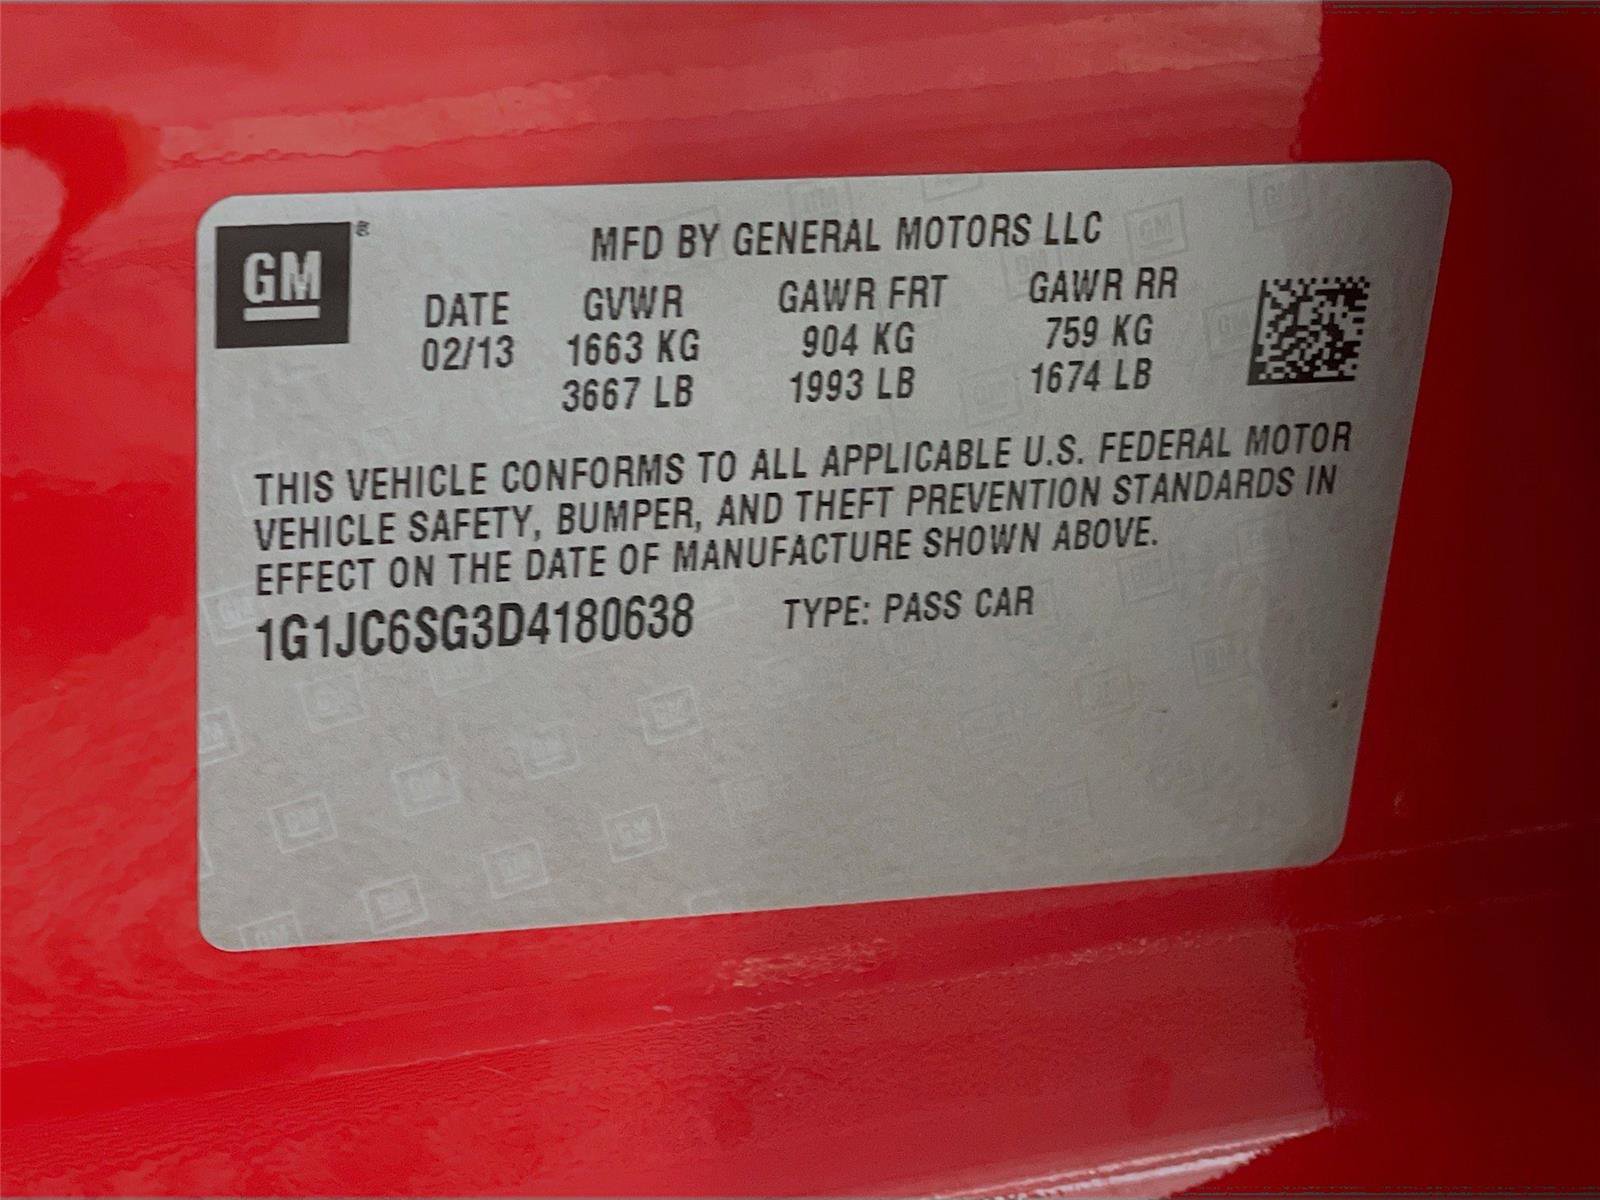 GM ®
MFD BY GENERAL MOTORS LLC
DATE GVWR GAWR FRT GAWR RR
02/13 1663 KG 904 KG 759 KG
3667 LB 1993 LB 1674 LB
THIS VEHICLE CONFORMS TO ALL APPLICABLE U.S. FEDERAL MOTOR
VEHICLE SAFETY, BUMPER, AND THEFT PREVENTION STANDARDS IN
EFFECT ON THE DATE OF MANUFACTURE SHOWN ABOVE.
1G1JC6SG3D4180638 TYPE: PASS CAR